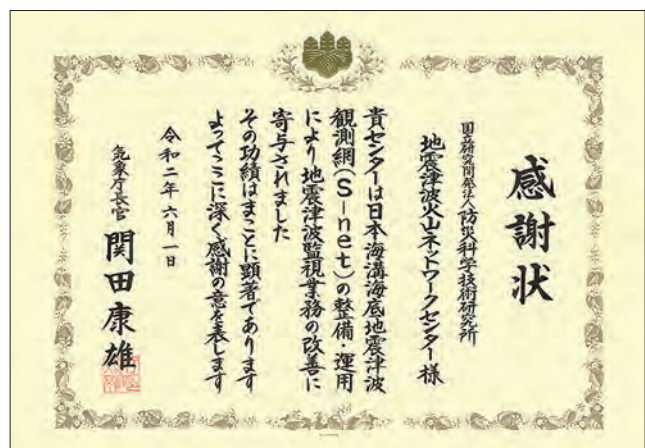 感謝状
国立研究開発法人防災科学技術研究所
地震津波火山ネットワークセンター様
貴センターは日本海溝海底地震津波
観測網(S-net)の整備・運用
により地震津波監視業務の改善に
寄与されました
その功績はまことに顕著であります
よってここに深く感謝の意を表します
令和二年六月一日
気象庁長官 関田康雄